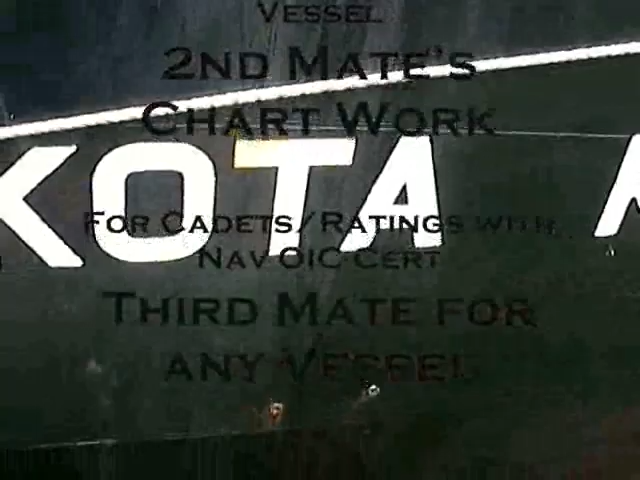 VESSEL
2ND MATE'S
CHART WORK
KOTA
FOR CADETS/RATINGS WITH
NAV OIC CERT
THIRD MATE FOR
ANY VESSEL